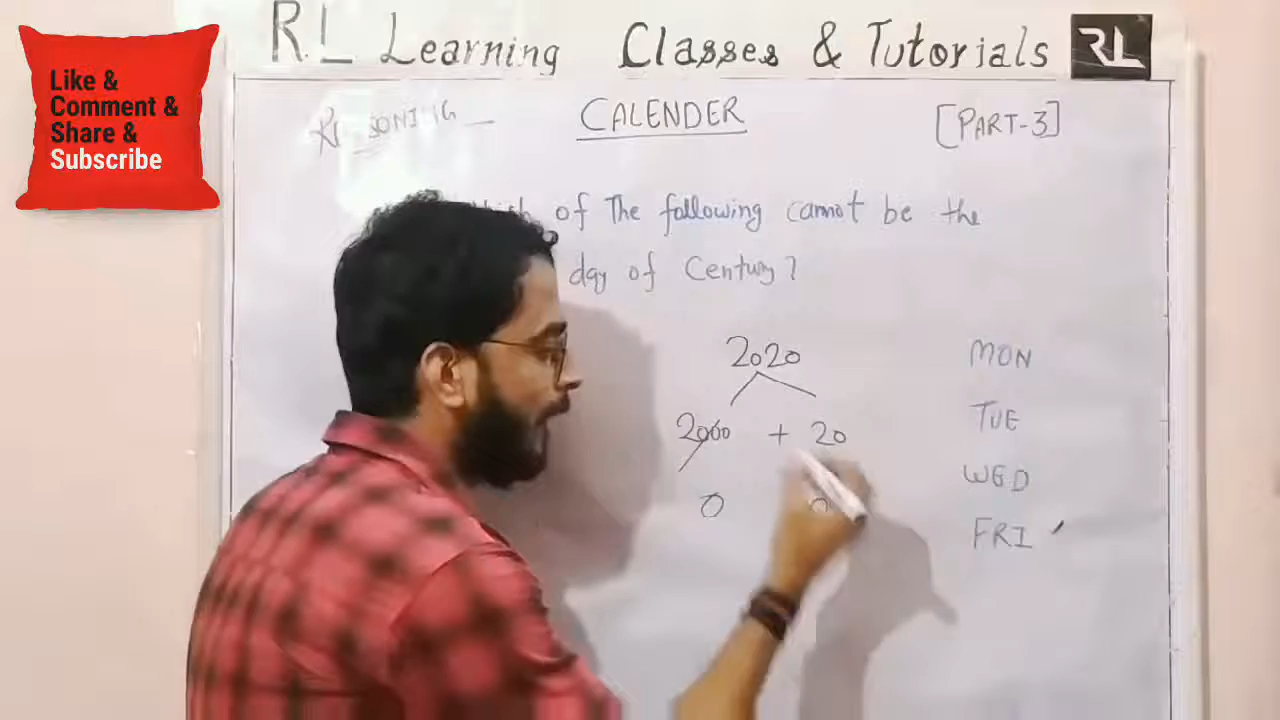 R.L Learning Classes & Tutorials RL
Like &
Comment &
Share &
Subscribe
CALENDER [PART-3]
of The following cannot be the
day of Century?
2020
2000 + 20
0 0
MON
TUE
WED
FRI